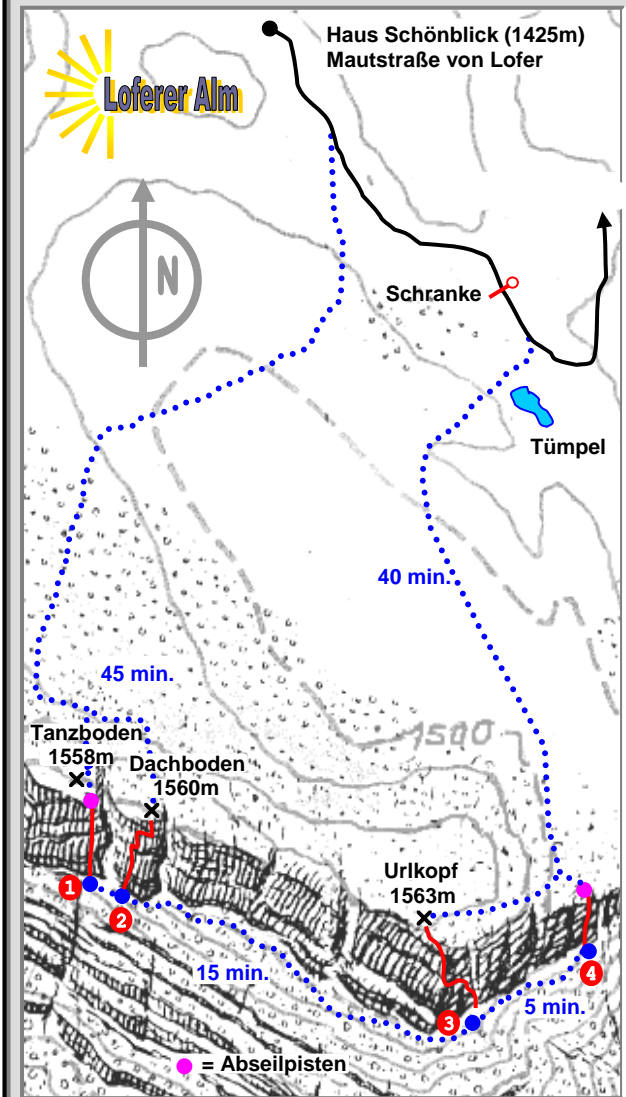 Haus Schönblick (1425m)
Mautstraße von Lofer
Loferer Alm
N
Schranke
Tümpel
40 min.
45 min.
1500
Tanzboden
1558m
Dachboden
1560m
Urlkopf
1563m
1
2
15 min.
3
4
5 min.
= Abseilpisten